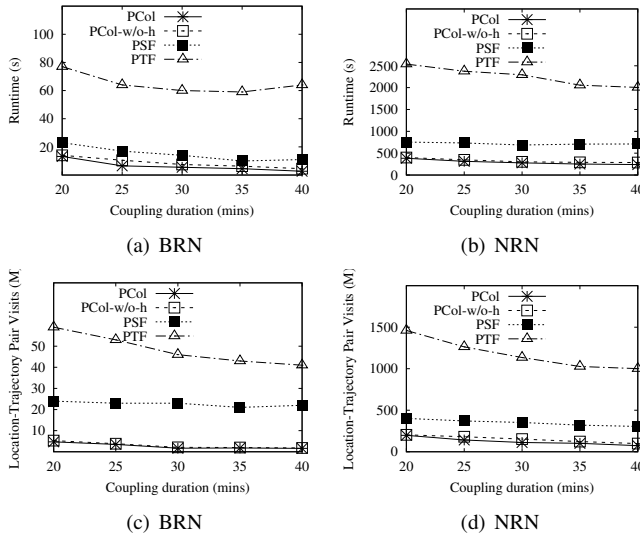 PCol
PCol-w/o-h
PSF
PTF
Runtime (s)
100
80
60
40
20
20 25 30 35 40
Coupling duration (mins)
(a) BRN
PCol
PCol-w/o-h
PSF
PTF
Runtime (s)
2500
2000
1500
1000
500
0
20 25 30 35 40
Coupling duration (mins)
(b) NRN
PCol
PCol-w/o-h
PSF
PTF
Location-Trajectory Pair Visits (M)
50
40
30
20
10
20 25 30 35 40
Coupling duration (mins)
(c) BRN
PCol
PCol-w/o-h
PSF
PTF
Location-Trajectory Pair Visits (M)
1500
1000
500
0
20 25 30 35 40
Coupling duration (mins)
(d) NRN